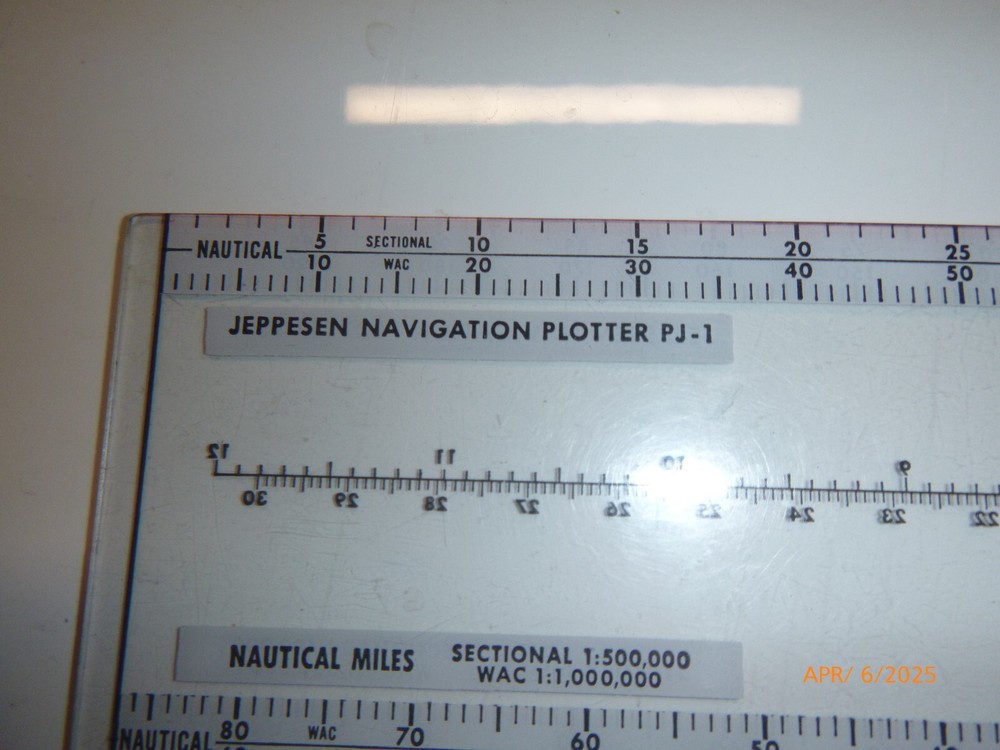 5 10 15 20 25
NAUTICAL SECTIONAL
10 20 30 40 50
WAC
JEPPESEN NAVIGATION PLOTTER PJ-1
12 11 10 9
30 29 28 27 26 25 24 23 22
NAUTICAL MILES SECTIONAL 1:500,000
WAC 1:1,000,000
APR/ 6/2025
80 WAC 70 60 50
NAUTICAL